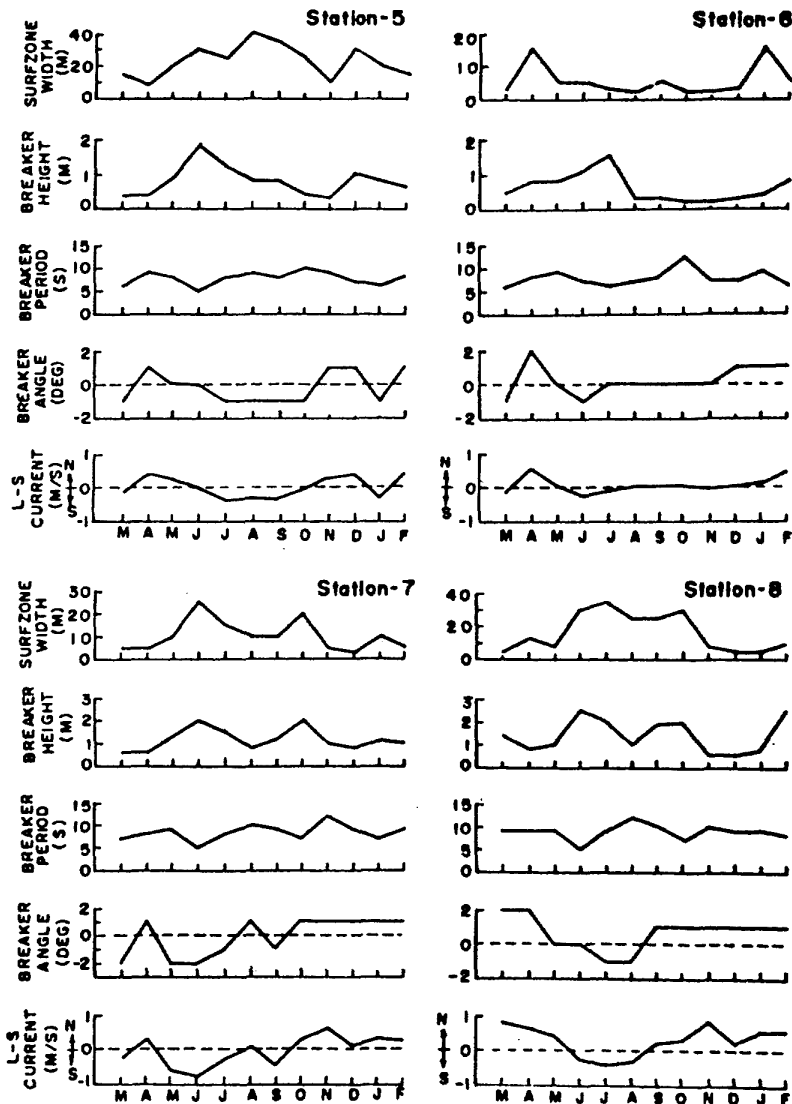 Station-5
SURFZONE
WIDTH
(M)
40
20
0
BREAKER
HEIGHT
(M)
2
1
0
BREAKER
PERIOD
(S)
15
10
5
0
BREAKER
ANGLE
(DEG)
2
0
-2
L-S
CURRENT
(M/S)
S N
1
0
-1
M A M J J A S O N D J F
Station-6
20
10
0
2
1
0
15
10
5
0
2
0
-2
N
S
1
0
-1
M A M J J A S O N D J F
Station-7
SURFZONE
WIDTH
(M)
30
20
10
0
BREAKER
HEIGHT
(M)
3
2
1
0
BREAKER
PERIOD
(S)
15
10
5
0
BREAKER
ANGLE
(DEG)
2
0
-2
L-S
CURRENT
(M/S)
S N
1
0
-1
M A M J J A S O N D J F
Station-8
40
20
0
3
2
1
0
15
10
5
0
2
0
-2
N
S
1
0
-1
M A M J J A S O N D J F